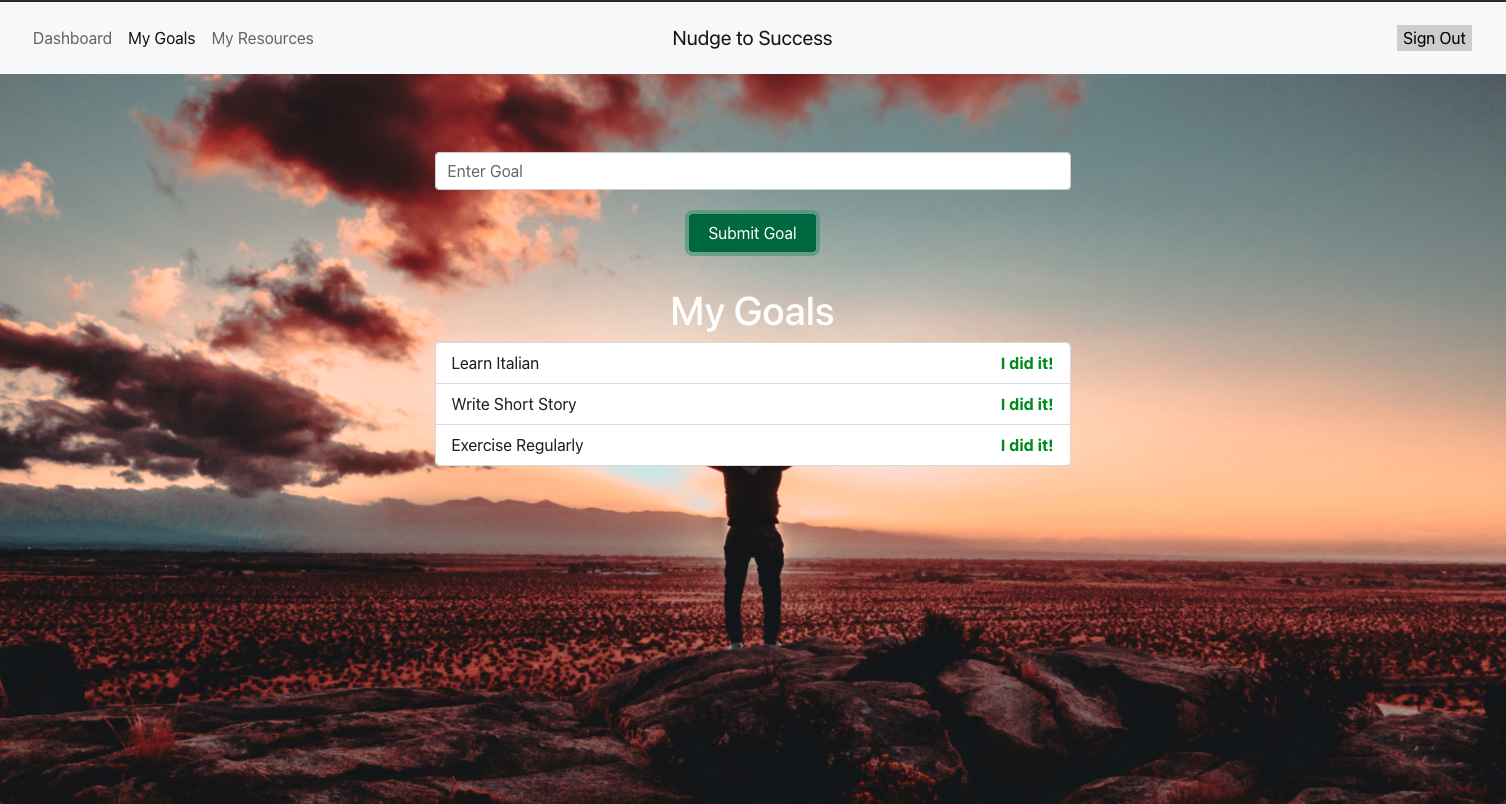 Dashboard My Goals My Resources Nudge to Success Sign Out
Enter Goal
Submit Goal
My Goals
Learn Italian I did it!
Write Short Story I did it!
Exercise Regularly I did it!